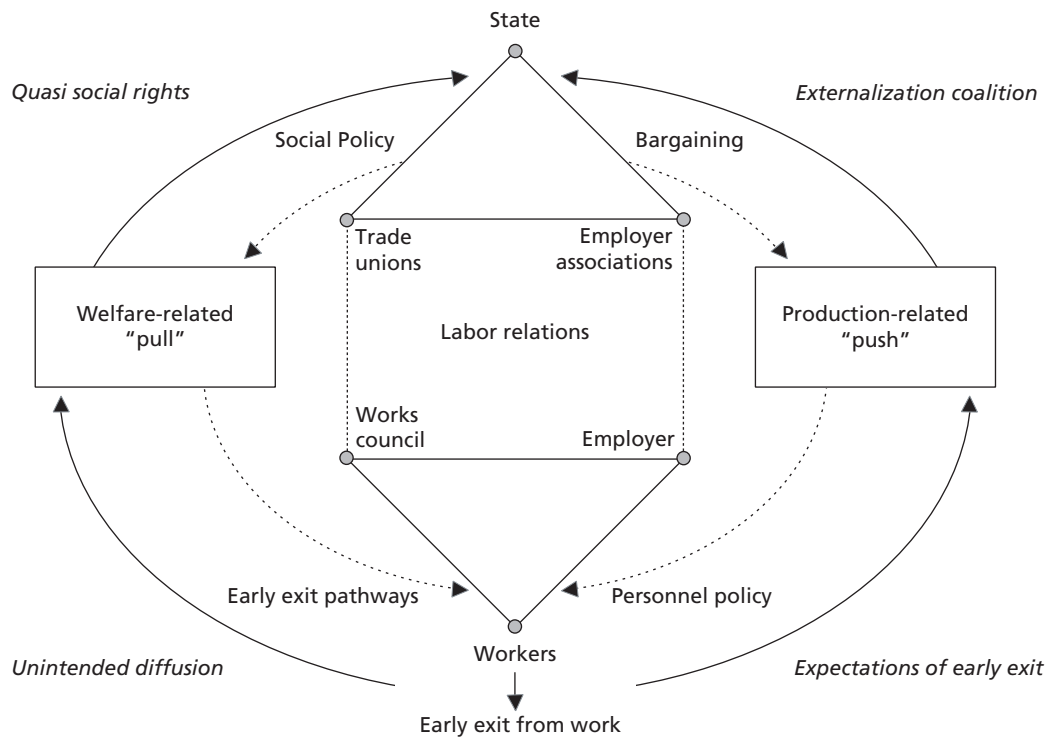 State
Quasi social rights
Externalization coalition
Social Policy
Bargaining
Trade
unions
Employer
associations
Welfare-related
“pull”
Labor relations
Production-related
“push”
Works
council
Employer
Early exit pathways
Personnel policy
Workers
Unintended diffusion
Expectations of early exit
Early exit from work